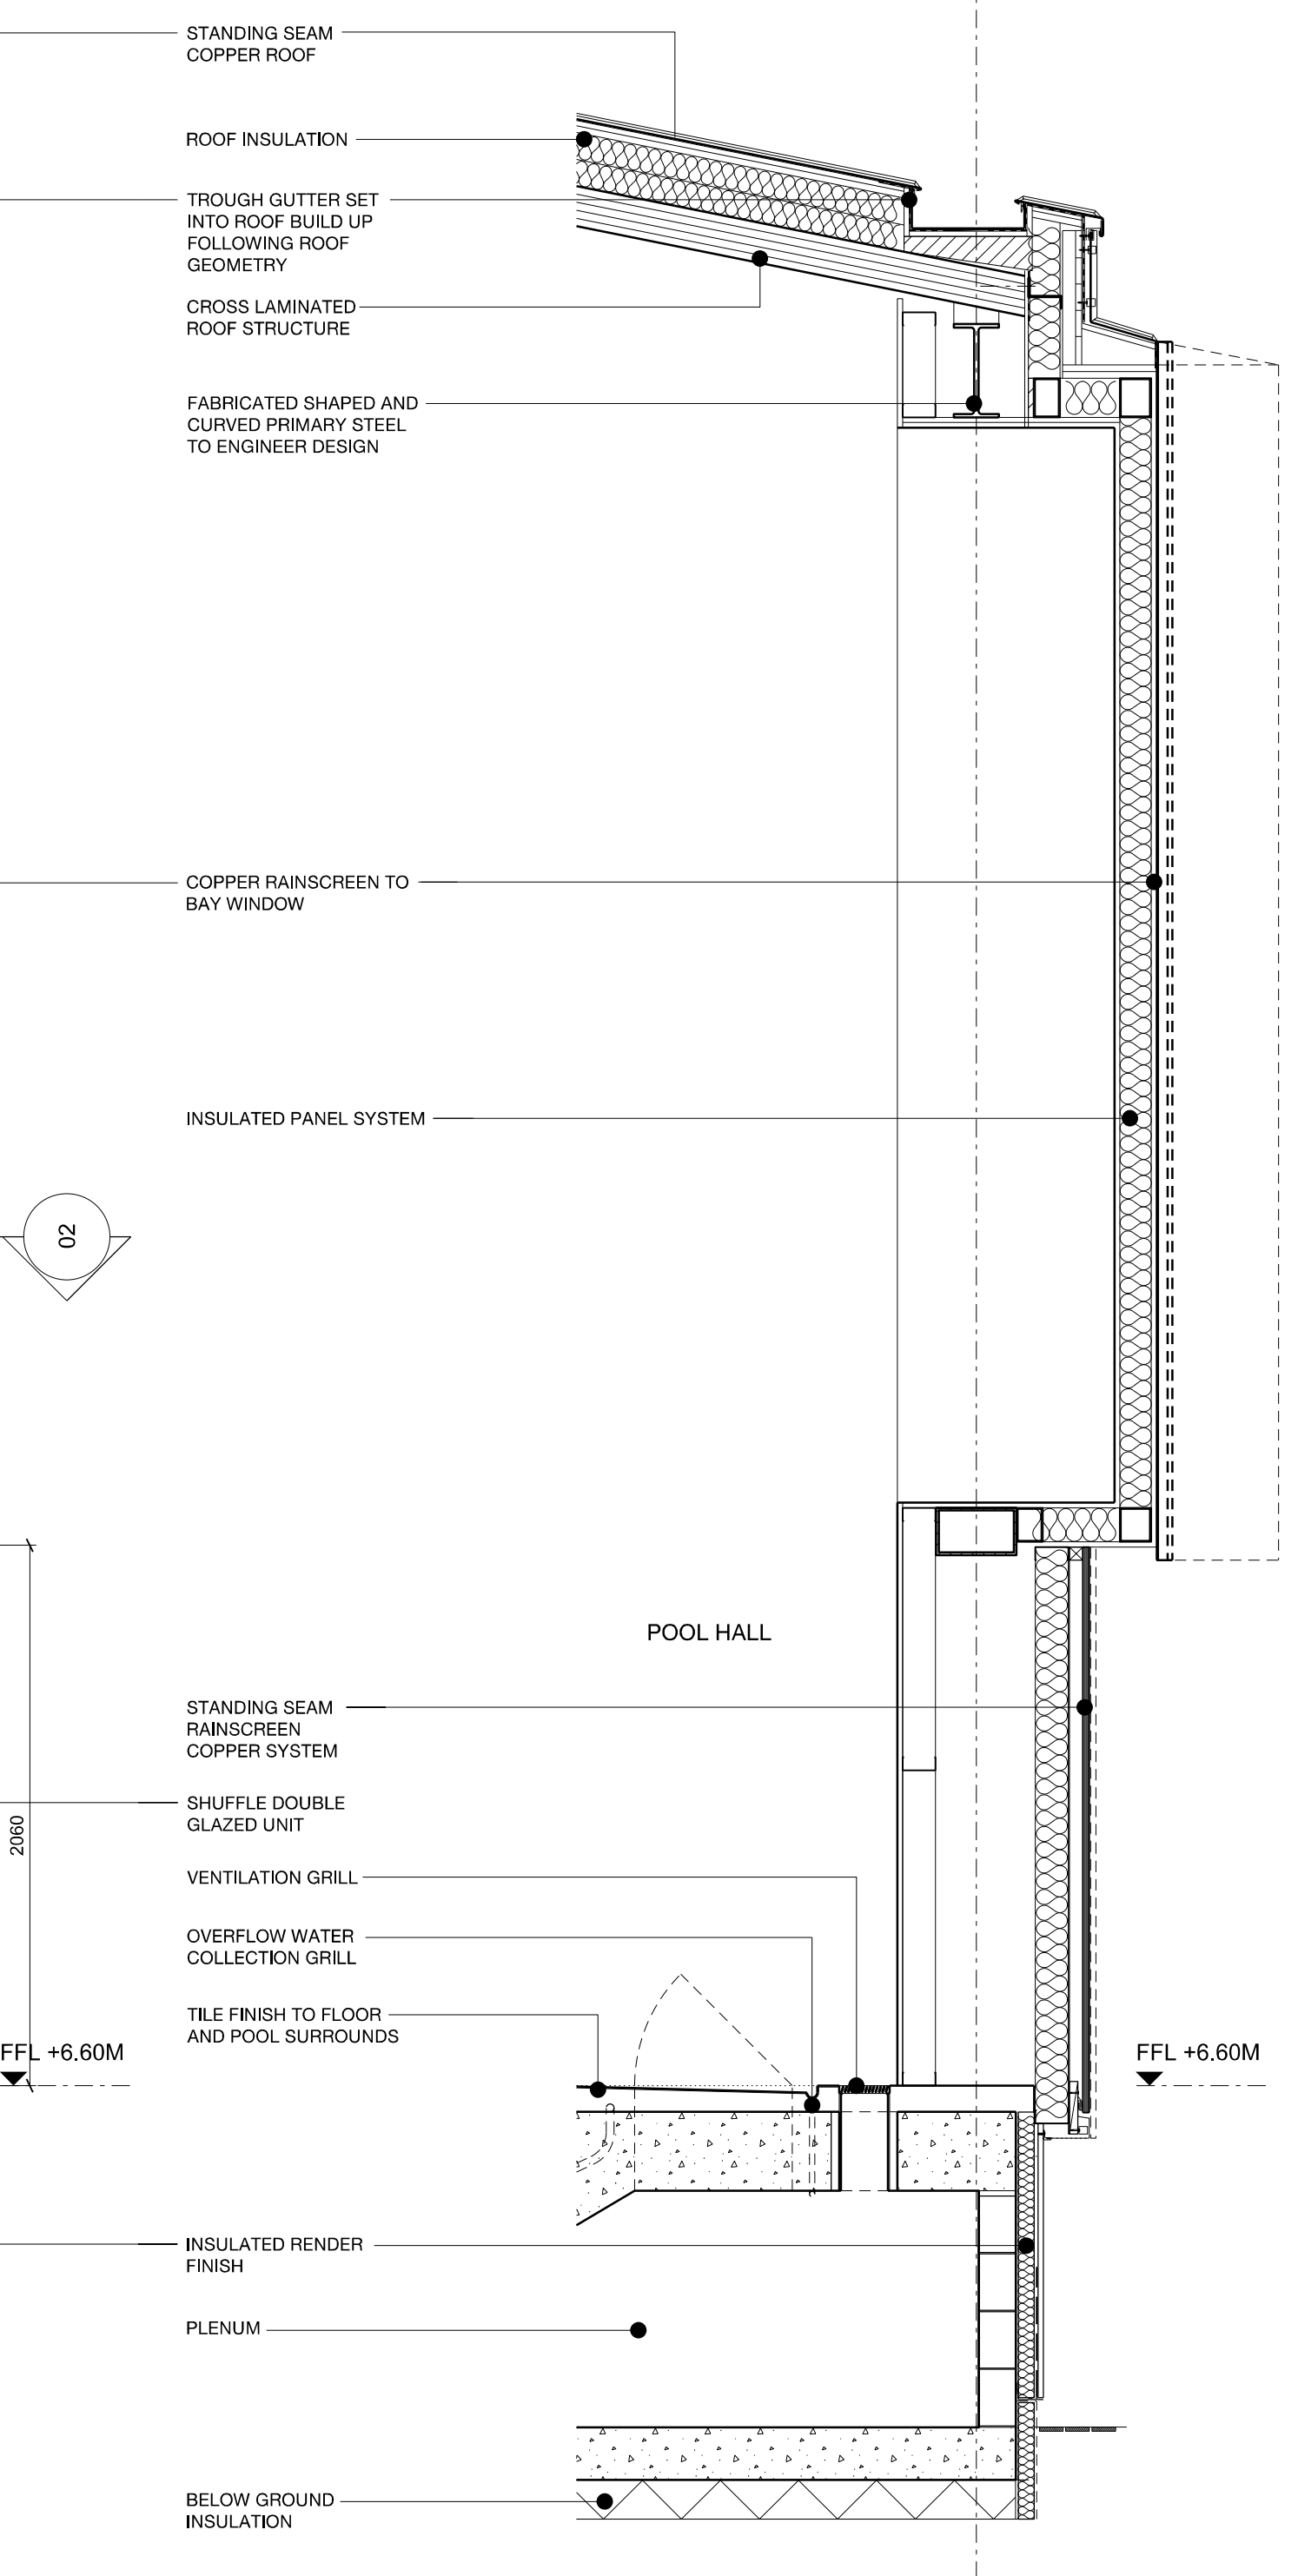 STANDING SEAM
COPPER ROOF
ROOF INSULATION
TROUGH GUTTER SET
INTO ROOF BUILD UP
FOLLOWING ROOF
GEOMETRY
CROSS LAMINATED
ROOF STRUCTURE
FABRICATED SHAPED AND
CURVED PRIMARY STEEL
TO ENGINEER DESIGN
COPPER RAINSCREEN TO
BAY WINDOW
INSULATED PANEL SYSTEM
02
POOL HALL
STANDING SEAM
RAINSCREEN
COPPER SYSTEM
SHUFFLE DOUBLE
GLAZED UNIT
2060
VENTILATION GRILL
OVERFLOW WATER
COLLECTION GRILL
TILE FINISH TO FLOOR
AND POOL SURROUNDS
FFL +6.60M
FFL +6.60M
INSULATED RENDER
FINISH
PLENUM
BELOW GROUND
INSULATION